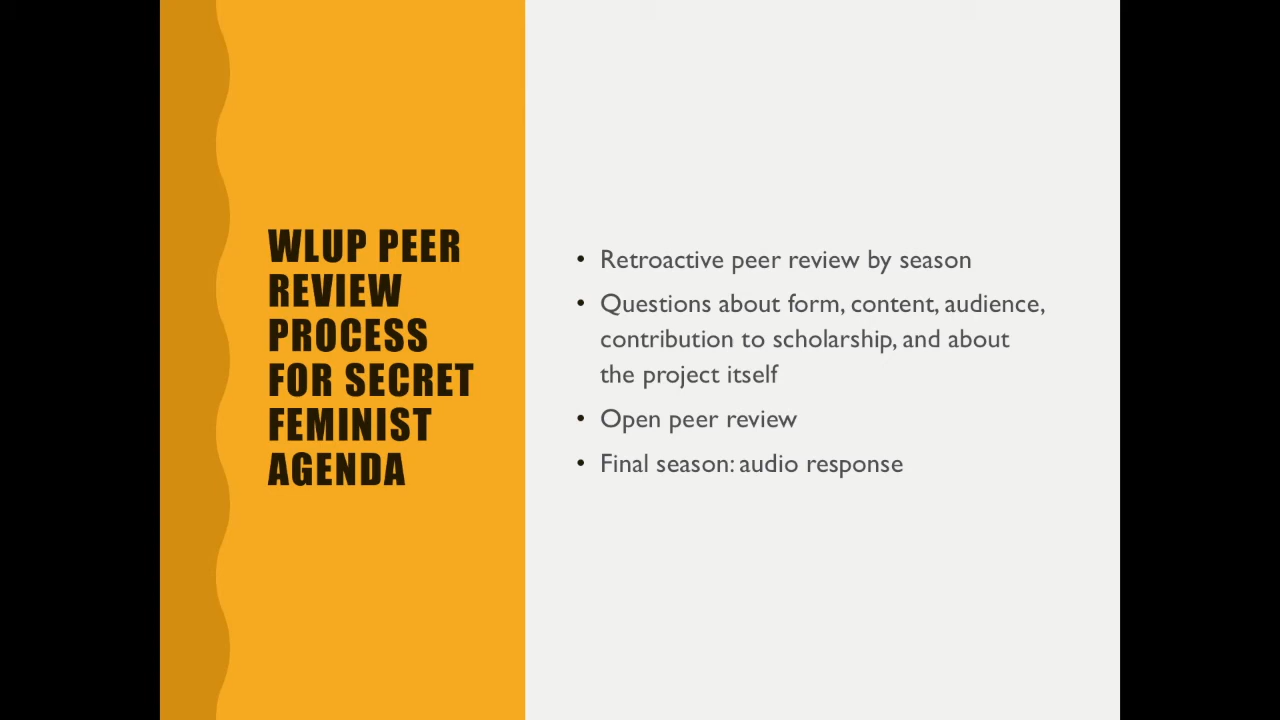 WLUP PEER
REVIEW
PROCESS
FOR SECRET
FEMINIST
AGENDA
• Retroactive peer review by season
• Questions about form, content, audience,
contribution to scholarship, and about
the project itself
• Open peer review
• Final season: audio response